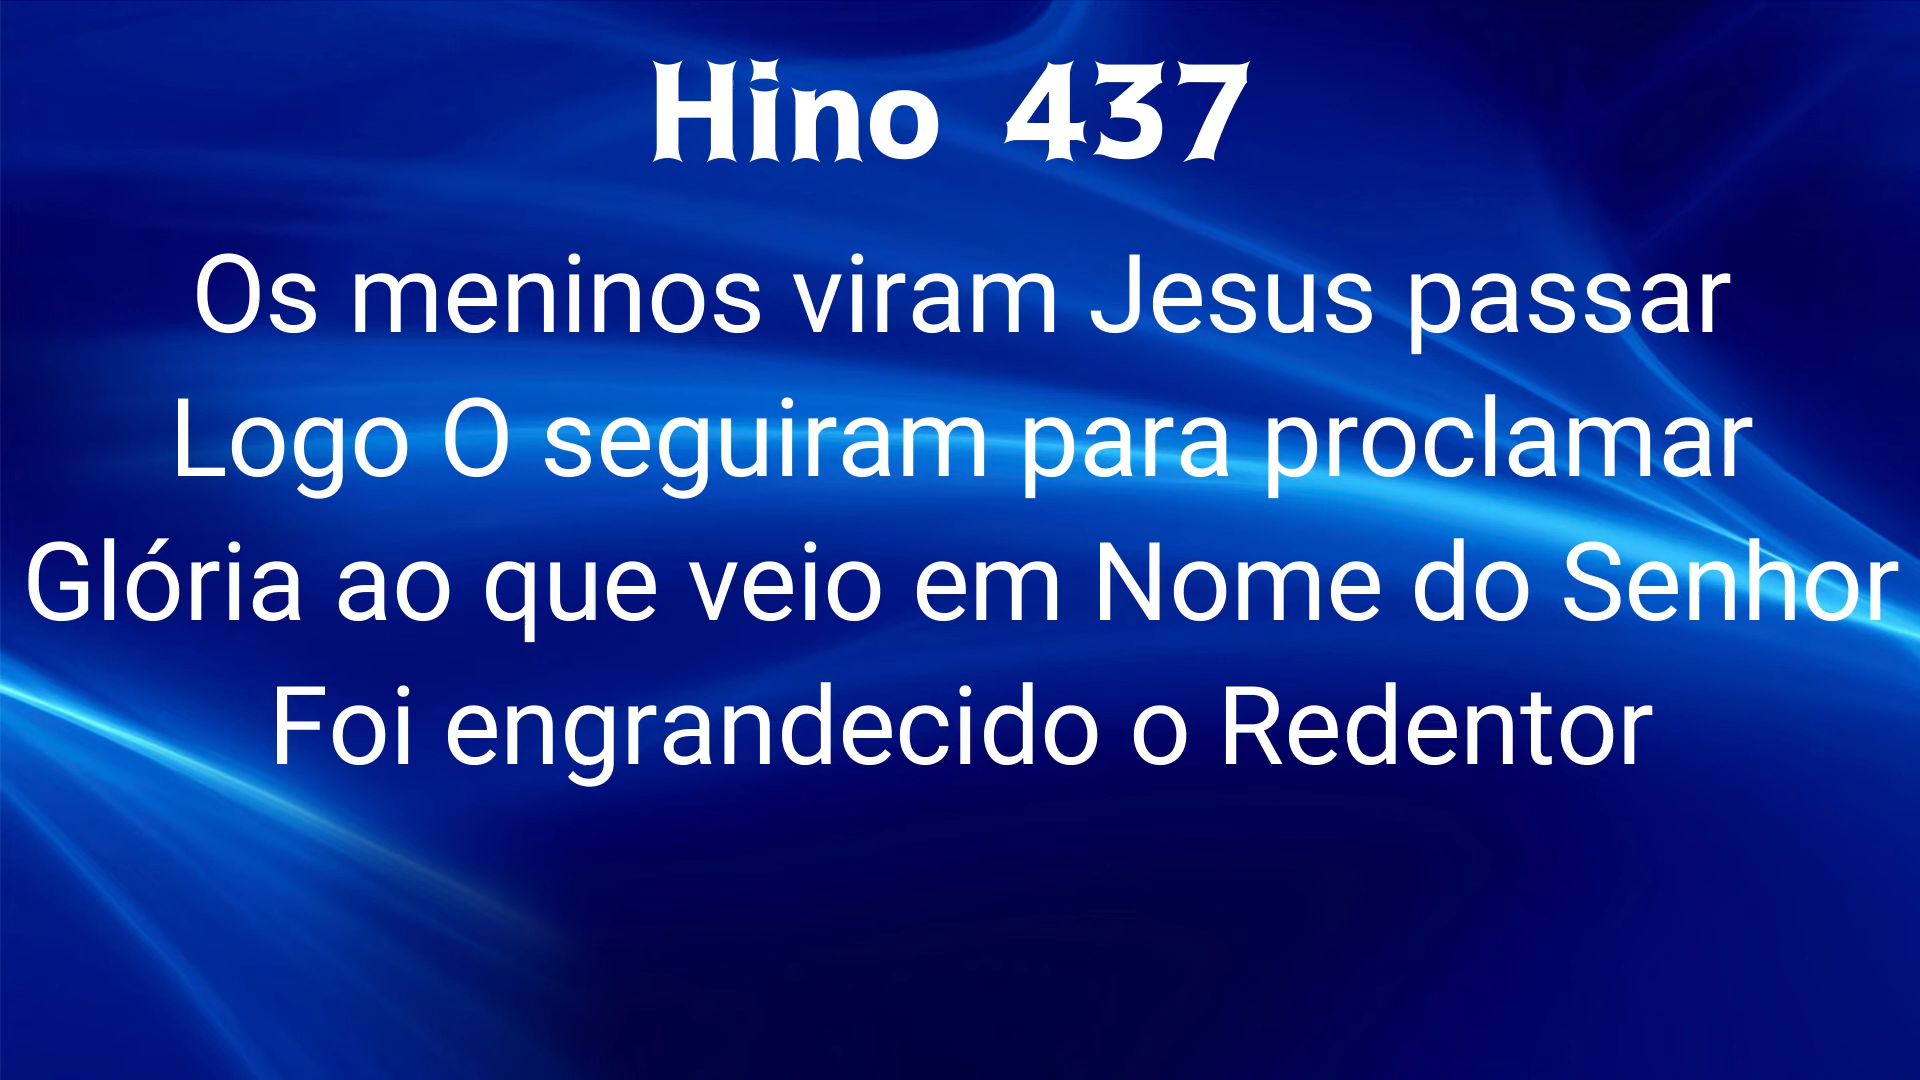 Hino 437
Os meninos viram Jesus passar
Logo O seguiram para proclamar
Glória ao que veio em Nome do Senhor
Foi engrandecido o Redentor